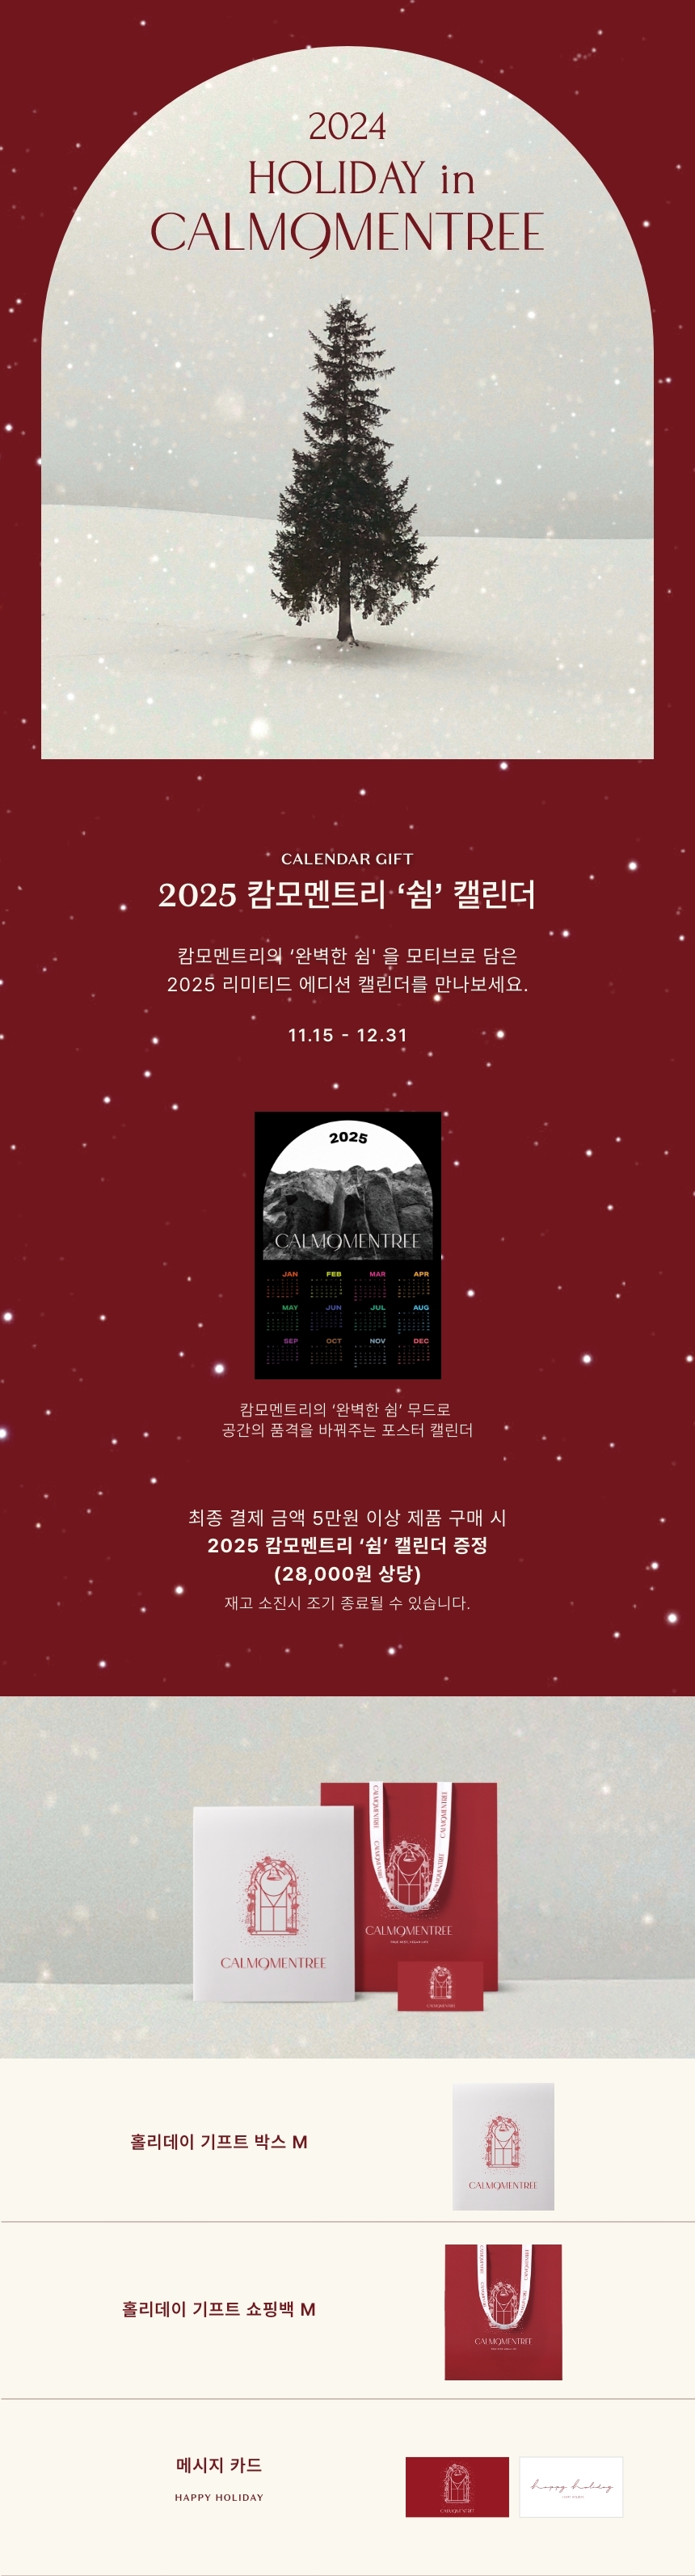 2024
HOLIDAY in
CALMOMENTREE
CALENDAR GIFT
2025 캄모멘트리 ‘쉼’ 캘린더
캄모멘트리의 ‘완벽한 쉼' 을 모티브로 담은
2025 리미티드 에디션 캘린더를 만나보세요.
11.15 - 12.31
2025
CALMOMENTREE
JAN FEB MAR APR
MAY JUN JUL AUG
SEP OCT NOV DEC
캄모멘트리의 ‘완벽한 쉼’ 무드로
공간의 품격을 바꿔주는 포스터 캘린더
최종 결제 금액 5만원 이상 제품 구매 시
2025 캄모멘트리 ‘쉼’ 캘린더 증정
(28,000원 상당)
재고 소진시 조기 종료될 수 있습니다.
CALMOMENTREE
CALMOMENTREE
CALMOMENTREE
CALMOMENTREE
CALMOMENTREE
홀리데이 기프트 박스 M
CALMOMENTREE
홀리데이 기프트 쇼핑백 M
CALMOMENTREE
메시지 카드
HAPPY HOLIDAY
CALMOMENTREE
happy holiday